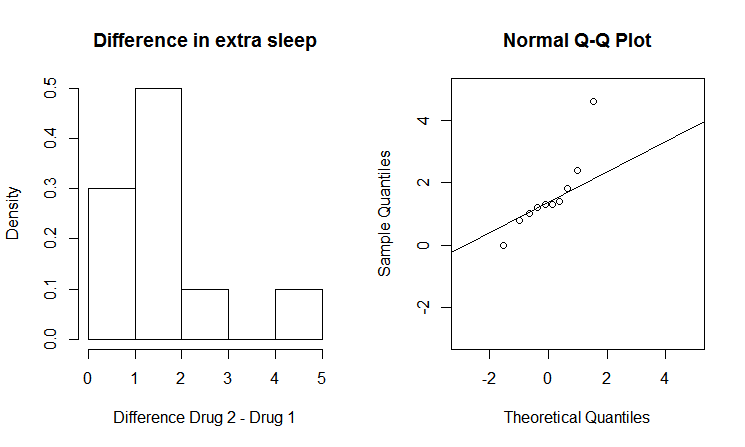 Difference in extra sleep
Density
0.0 0.1 0.2 0.3 0.4 0.5
0 1 2 3 4 5
Difference Drug 2 - Drug 1
Normal Q-Q Plot
Sample Quantiles
-2 0 2 4
-2 0 2 4
Theoretical Quantiles